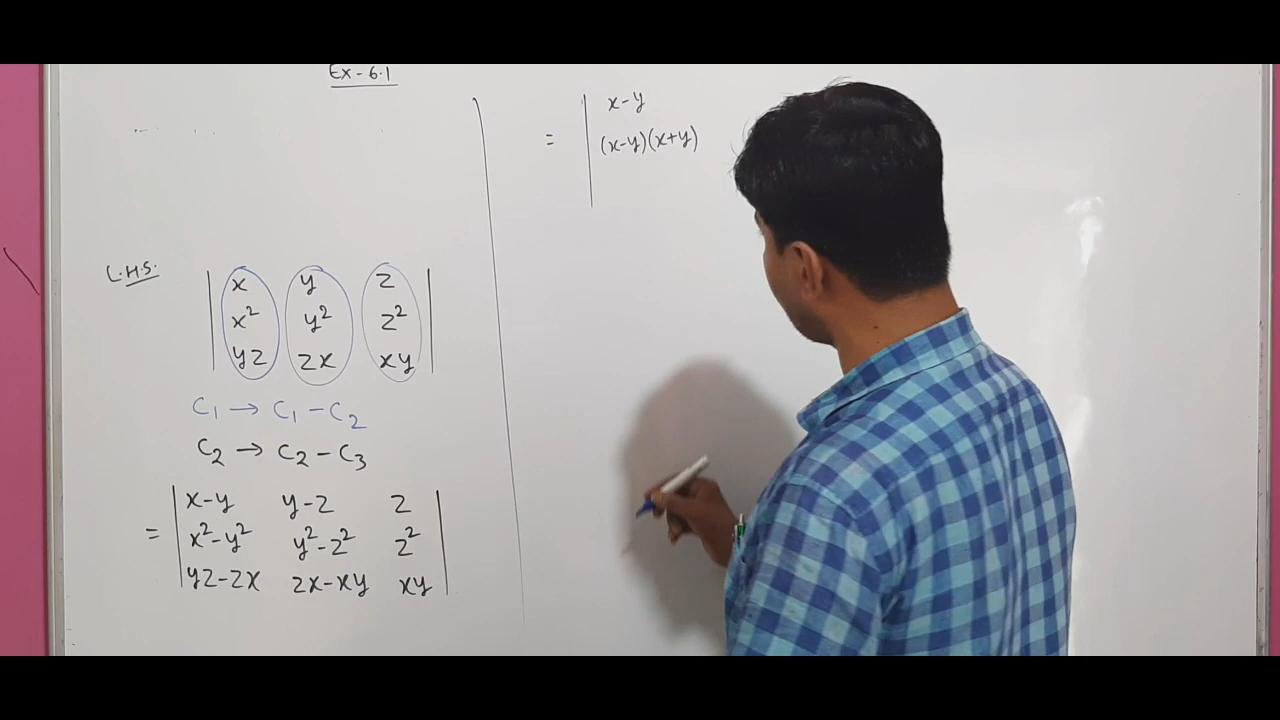 Ex-6.1
L.H.S.
| x y z |
| x² y² z² |
| yz zx xy |
C₁ → C₁ - C₂
C₂ → C₂ - C₃
= | x-y y-z z |
| x²-y² y²-z² z² |
| yz-zx zx-xy xy |
= | x-y
| (x-y)(x+y)